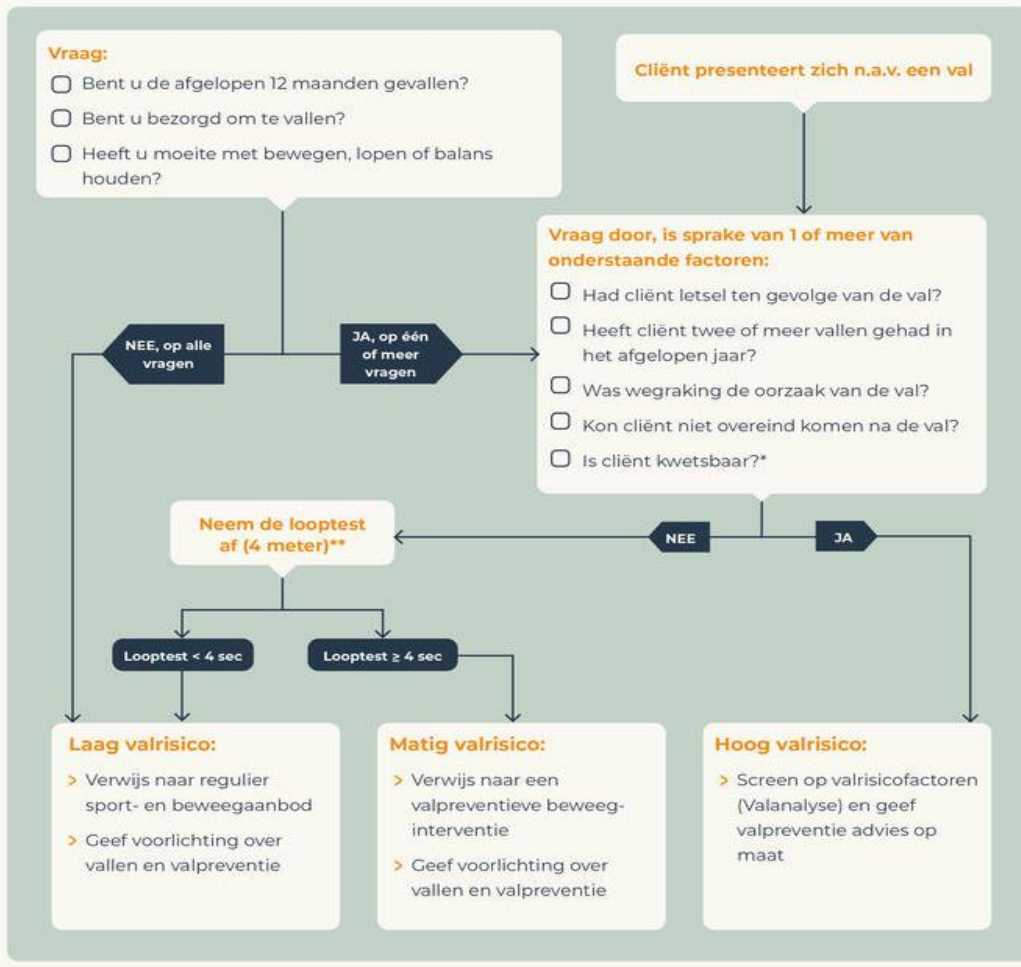 Vraag:
Bent u de afgelopen 12 maanden gevallen?
Bent u bezorgd om te vallen?
Heeft u moeite met bewegen, lopen of balans
houden?
Cliënt presenteert zich n.a.v. een val
Vraag door, is sprake van 1 of meer van
onderstaande factoren:
Had cliënt letsel ten gevolge van de val?
Heeft cliënt twee of meer vallen gehad in
het afgelopen jaar?
Was wegraking de oorzaak van de val?
Kon cliënt niet overeind komen na de val?
Is cliënt kwetsbaar?*
NEE, op alle
vragen
JA, op één
of meer
vragen
Neem de looptest
af (4 meter)**
NEE
JA
Looptest < 4 sec
Looptest ≥ 4 sec
Laag valrisico:
> Verwijs naar regulier
sport- en beweegaanbod
> Geef voorlichting over
vallen en valpreventie
Matig valrisico:
> Verwijs naar een
valpreventieve beweeg-
interventie
> Geef voorlichting over
vallen en valpreventie
Hoog valrisico:
> Screen op valrisicofactoren
(Valanalyse) en geef
valpreventie advies op
maat